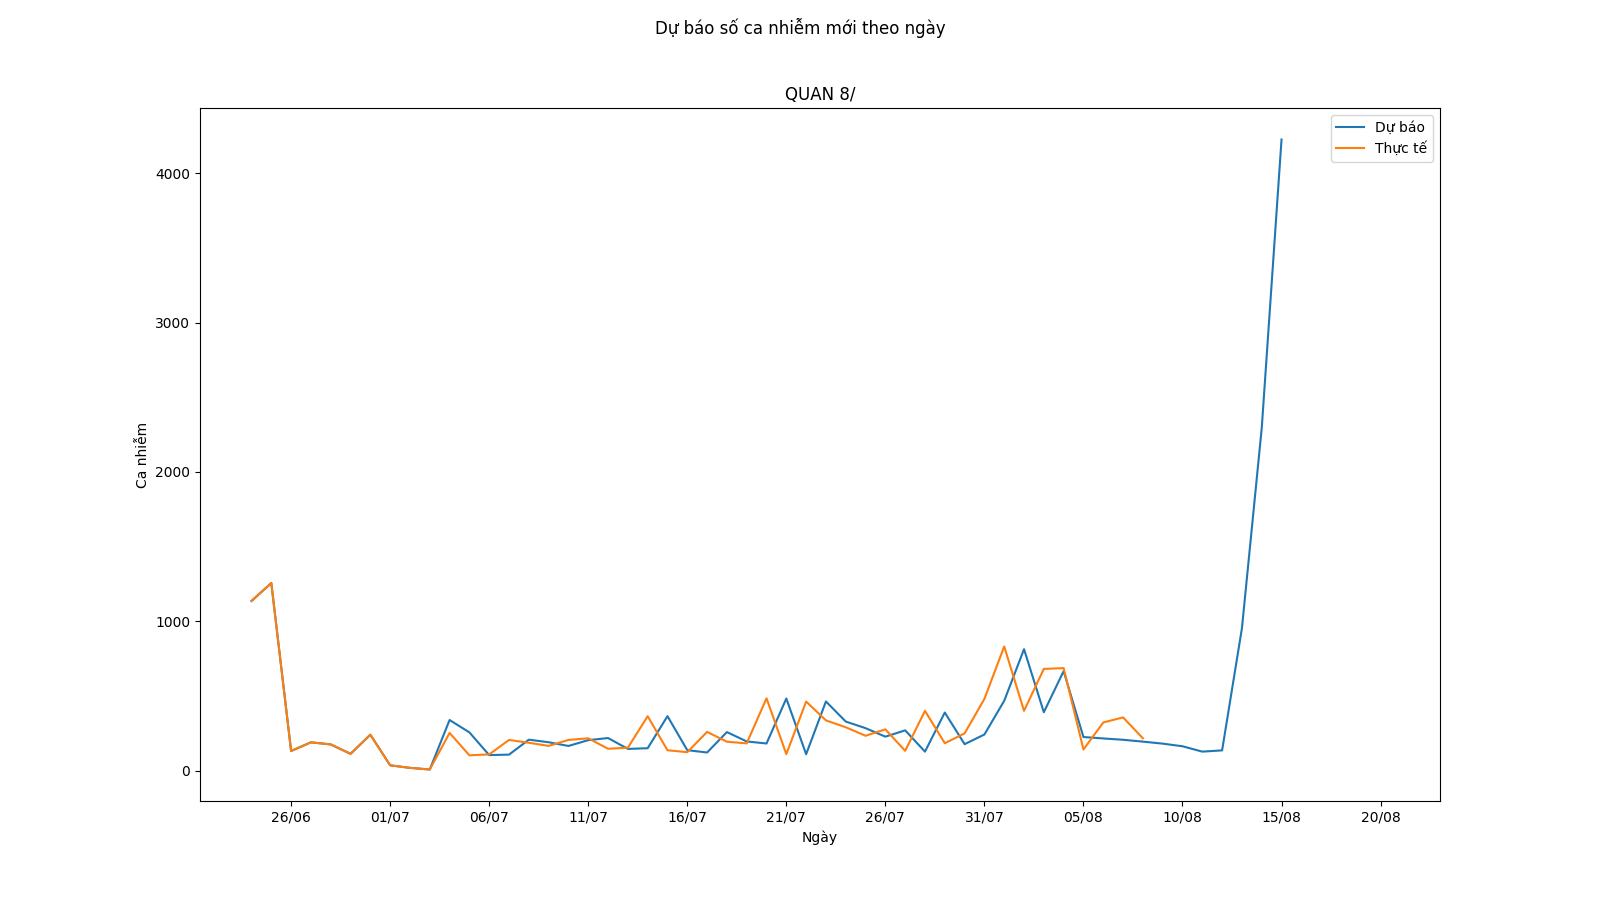 Dự báo số ca nhiễm mới theo ngày
QUAN 8/
Dự báo
Thực tế
4000
3000
2000
1000
0
Ca nhiễm
26/06 01/07 06/07 11/07 16/07 21/07 26/07 31/07 05/08 10/08 15/08 20/08
Ngày